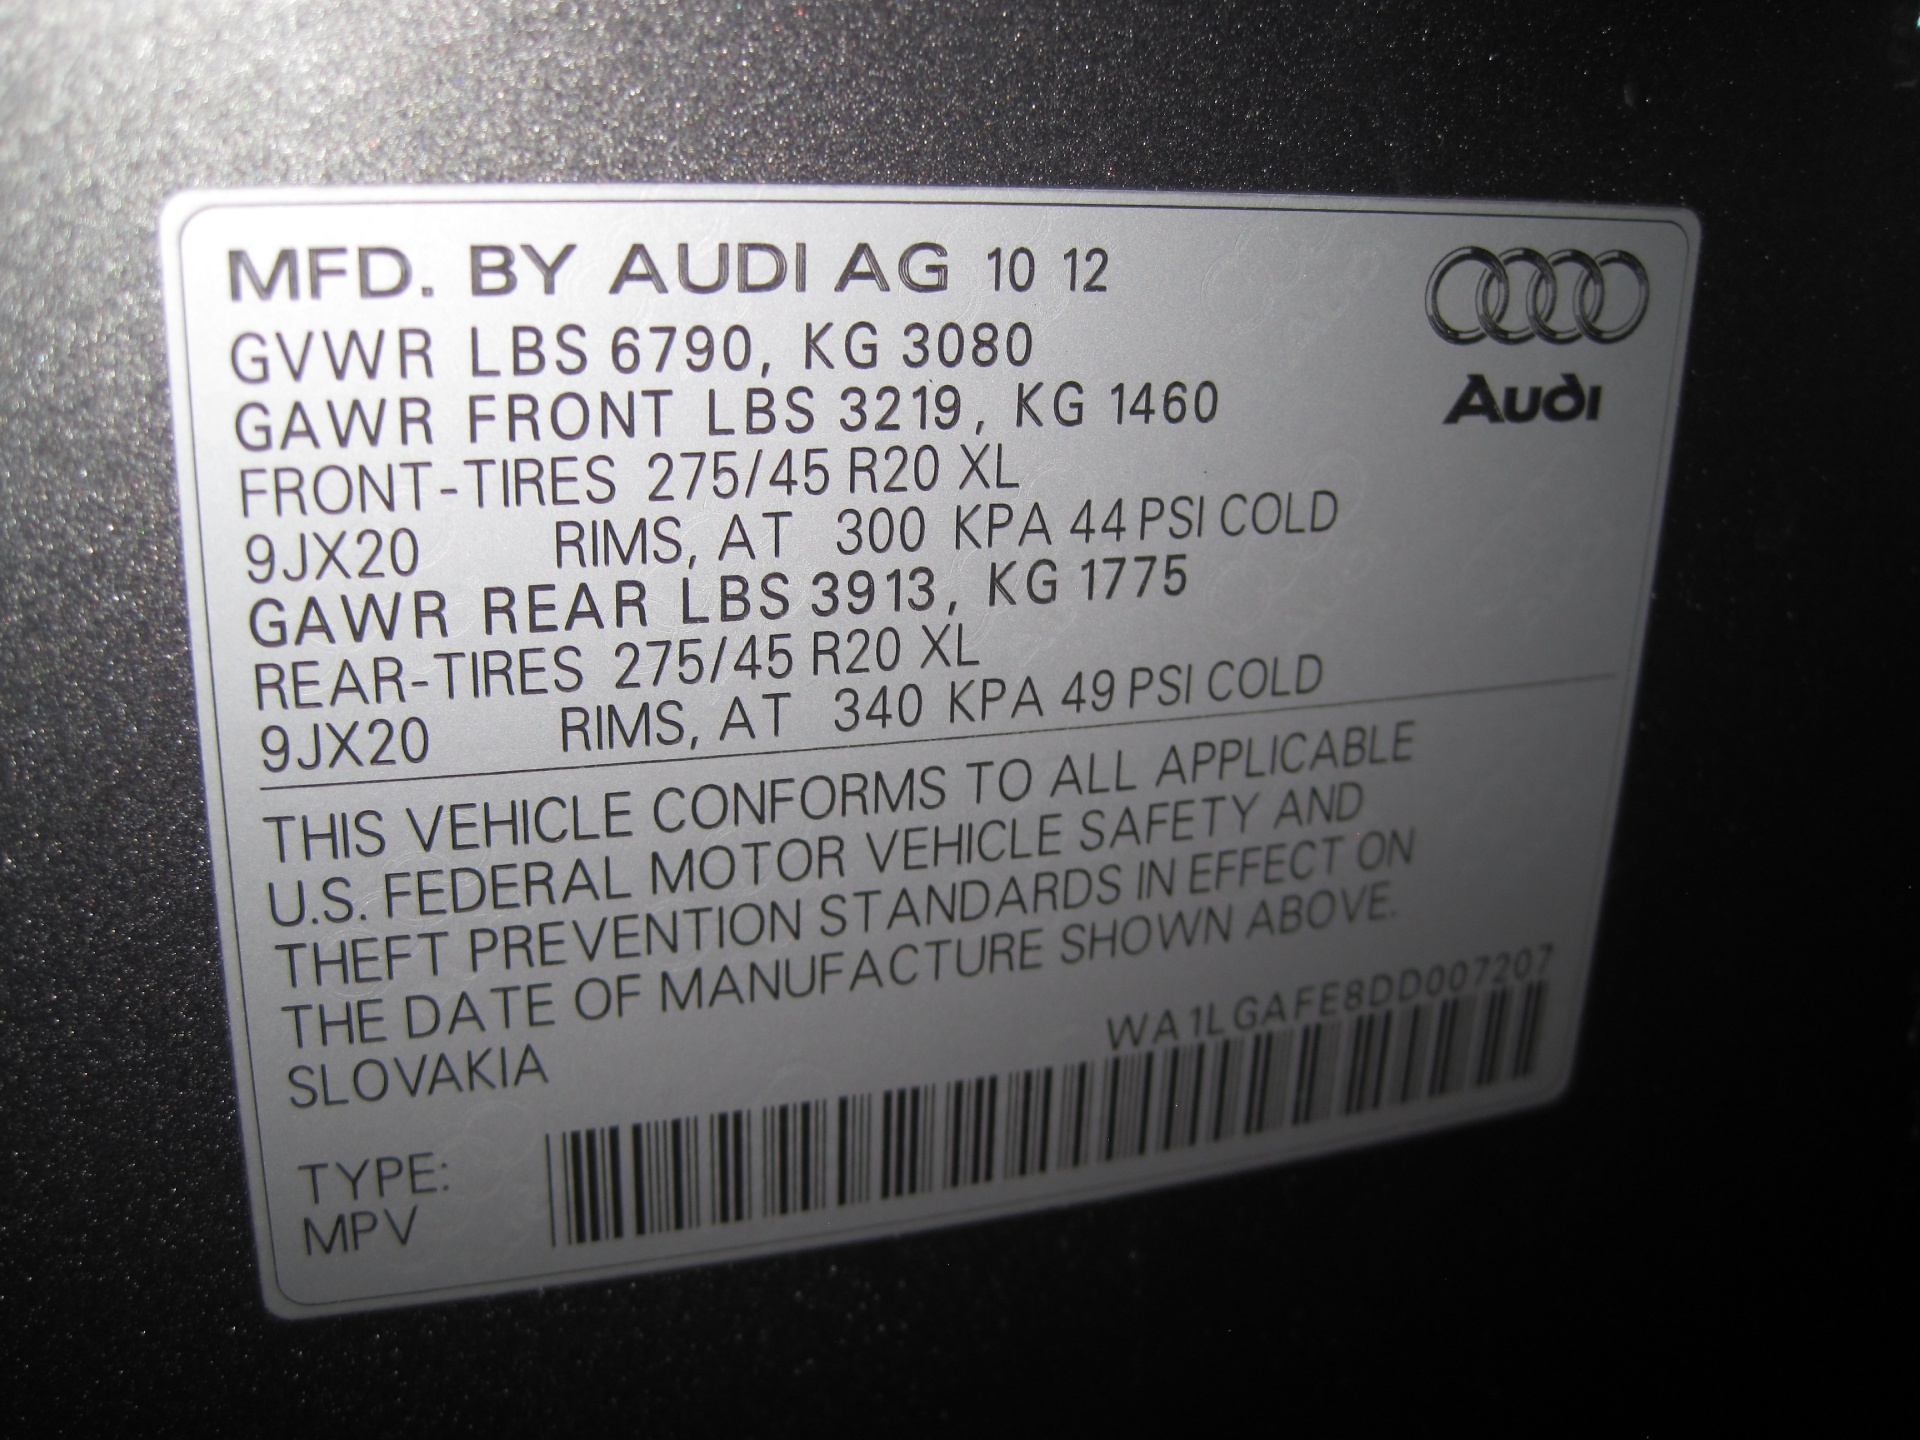 MFD. BY AUDI AG 10 12
GVWR LBS 6790, KG 3080
GAWR FRONT LBS 3219, KG 1460
FRONT-TIRES 275/45 R20 XL
9JX20 RIMS, AT 300 KPA 44 PSI COLD
GAWR REAR LBS 3913, KG 1775
REAR-TIRES 275/45 R20 XL
9JX20 RIMS, AT 340 KPA 49 PSI COLD
Audi
THIS VEHICLE CONFORMS TO ALL APPLICABLE
U.S. FEDERAL MOTOR VEHICLE SAFETY AND
THEFT PREVENTION STANDARDS IN EFFECT ON
THE DATE OF MANUFACTURE SHOWN ABOVE.
SLOVAKIA
WA1LGAFE8DD007207
TYPE:
MPV